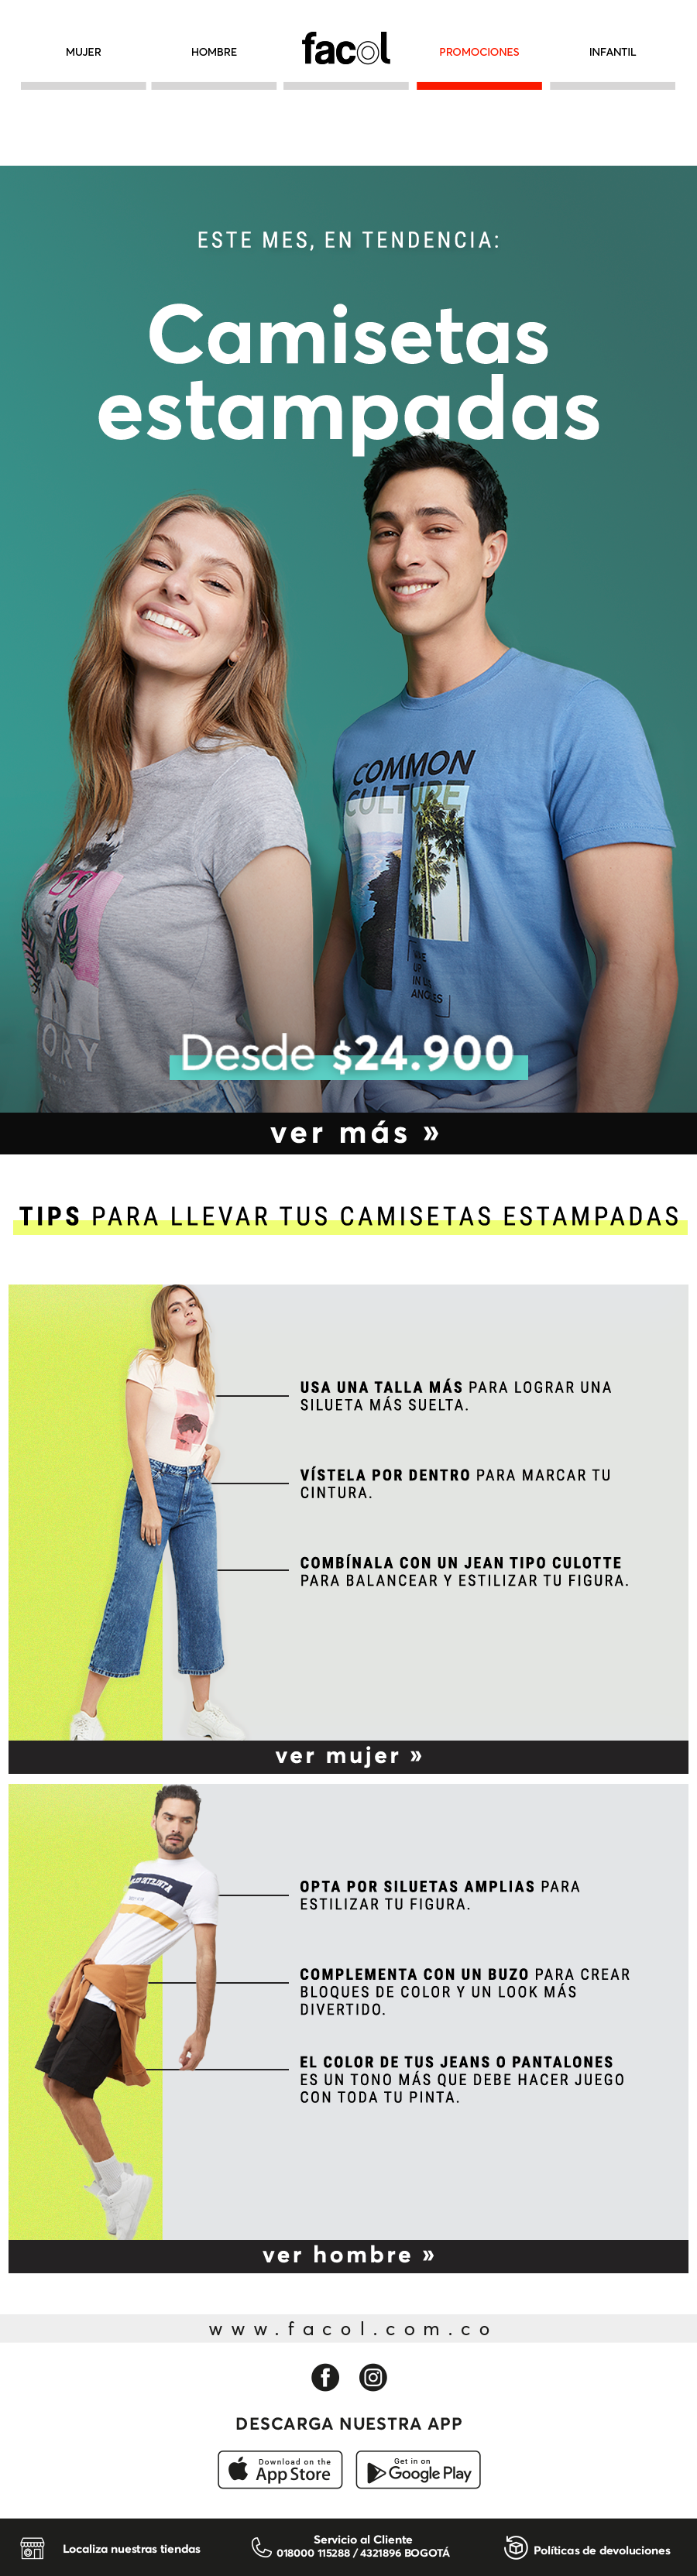 MUJER
HOMBRE
facol
PROMOCIONES
INFANTIL
ESTE MES, EN TENDENCIA:
Camisetas
estampadas
COMMON
CULTURE
ORY
Desde $24.900
ver más »
TIPS PARA LLEVAR TUS CAMISETAS ESTAMPADAS
USA UNA TALLA MÁS PARA LOGRAR UNA
SILUETA MÁS SUELTA.
VÍSTELA POR DENTRO PARA MARCAR TU
CINTURA.
COMBÍNALA CON UN JEAN TIPO CULOTTE
PARA BALANCEAR Y ESTILIZAR TU FIGURA.
ver mujer »
OPTA POR SILUETAS AMPLIAS PARA
ESTILIZAR TU FIGURA.
COMPLEMENTA CON UN BUZO PARA CREAR
BLOQUES DE COLOR Y UN LOOK MÁS
DIVERTIDO.
EL COLOR DE TUS JEANS O PANTALONES
ES UN TONO MÁS QUE DEBE HACER JUEGO
CON TODA TU PINTA.
ver hombre »
www.facol.com.co
DESCARGA NUESTRA APP
Download on the
App Store
Get in on
Google Play
Localiza nuestras tiendas
Servicio al Cliente
018000 115288 / 4321896 BOGOTÁ
Políticas de devoluciones